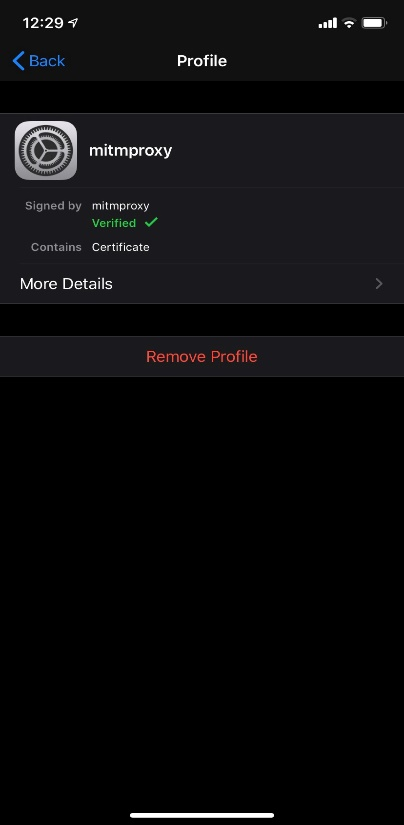 12:29
Back
Profile
mitmproxy
Signed by mitmproxy
Verified
Contains Certificate
More Details
Remove Profile